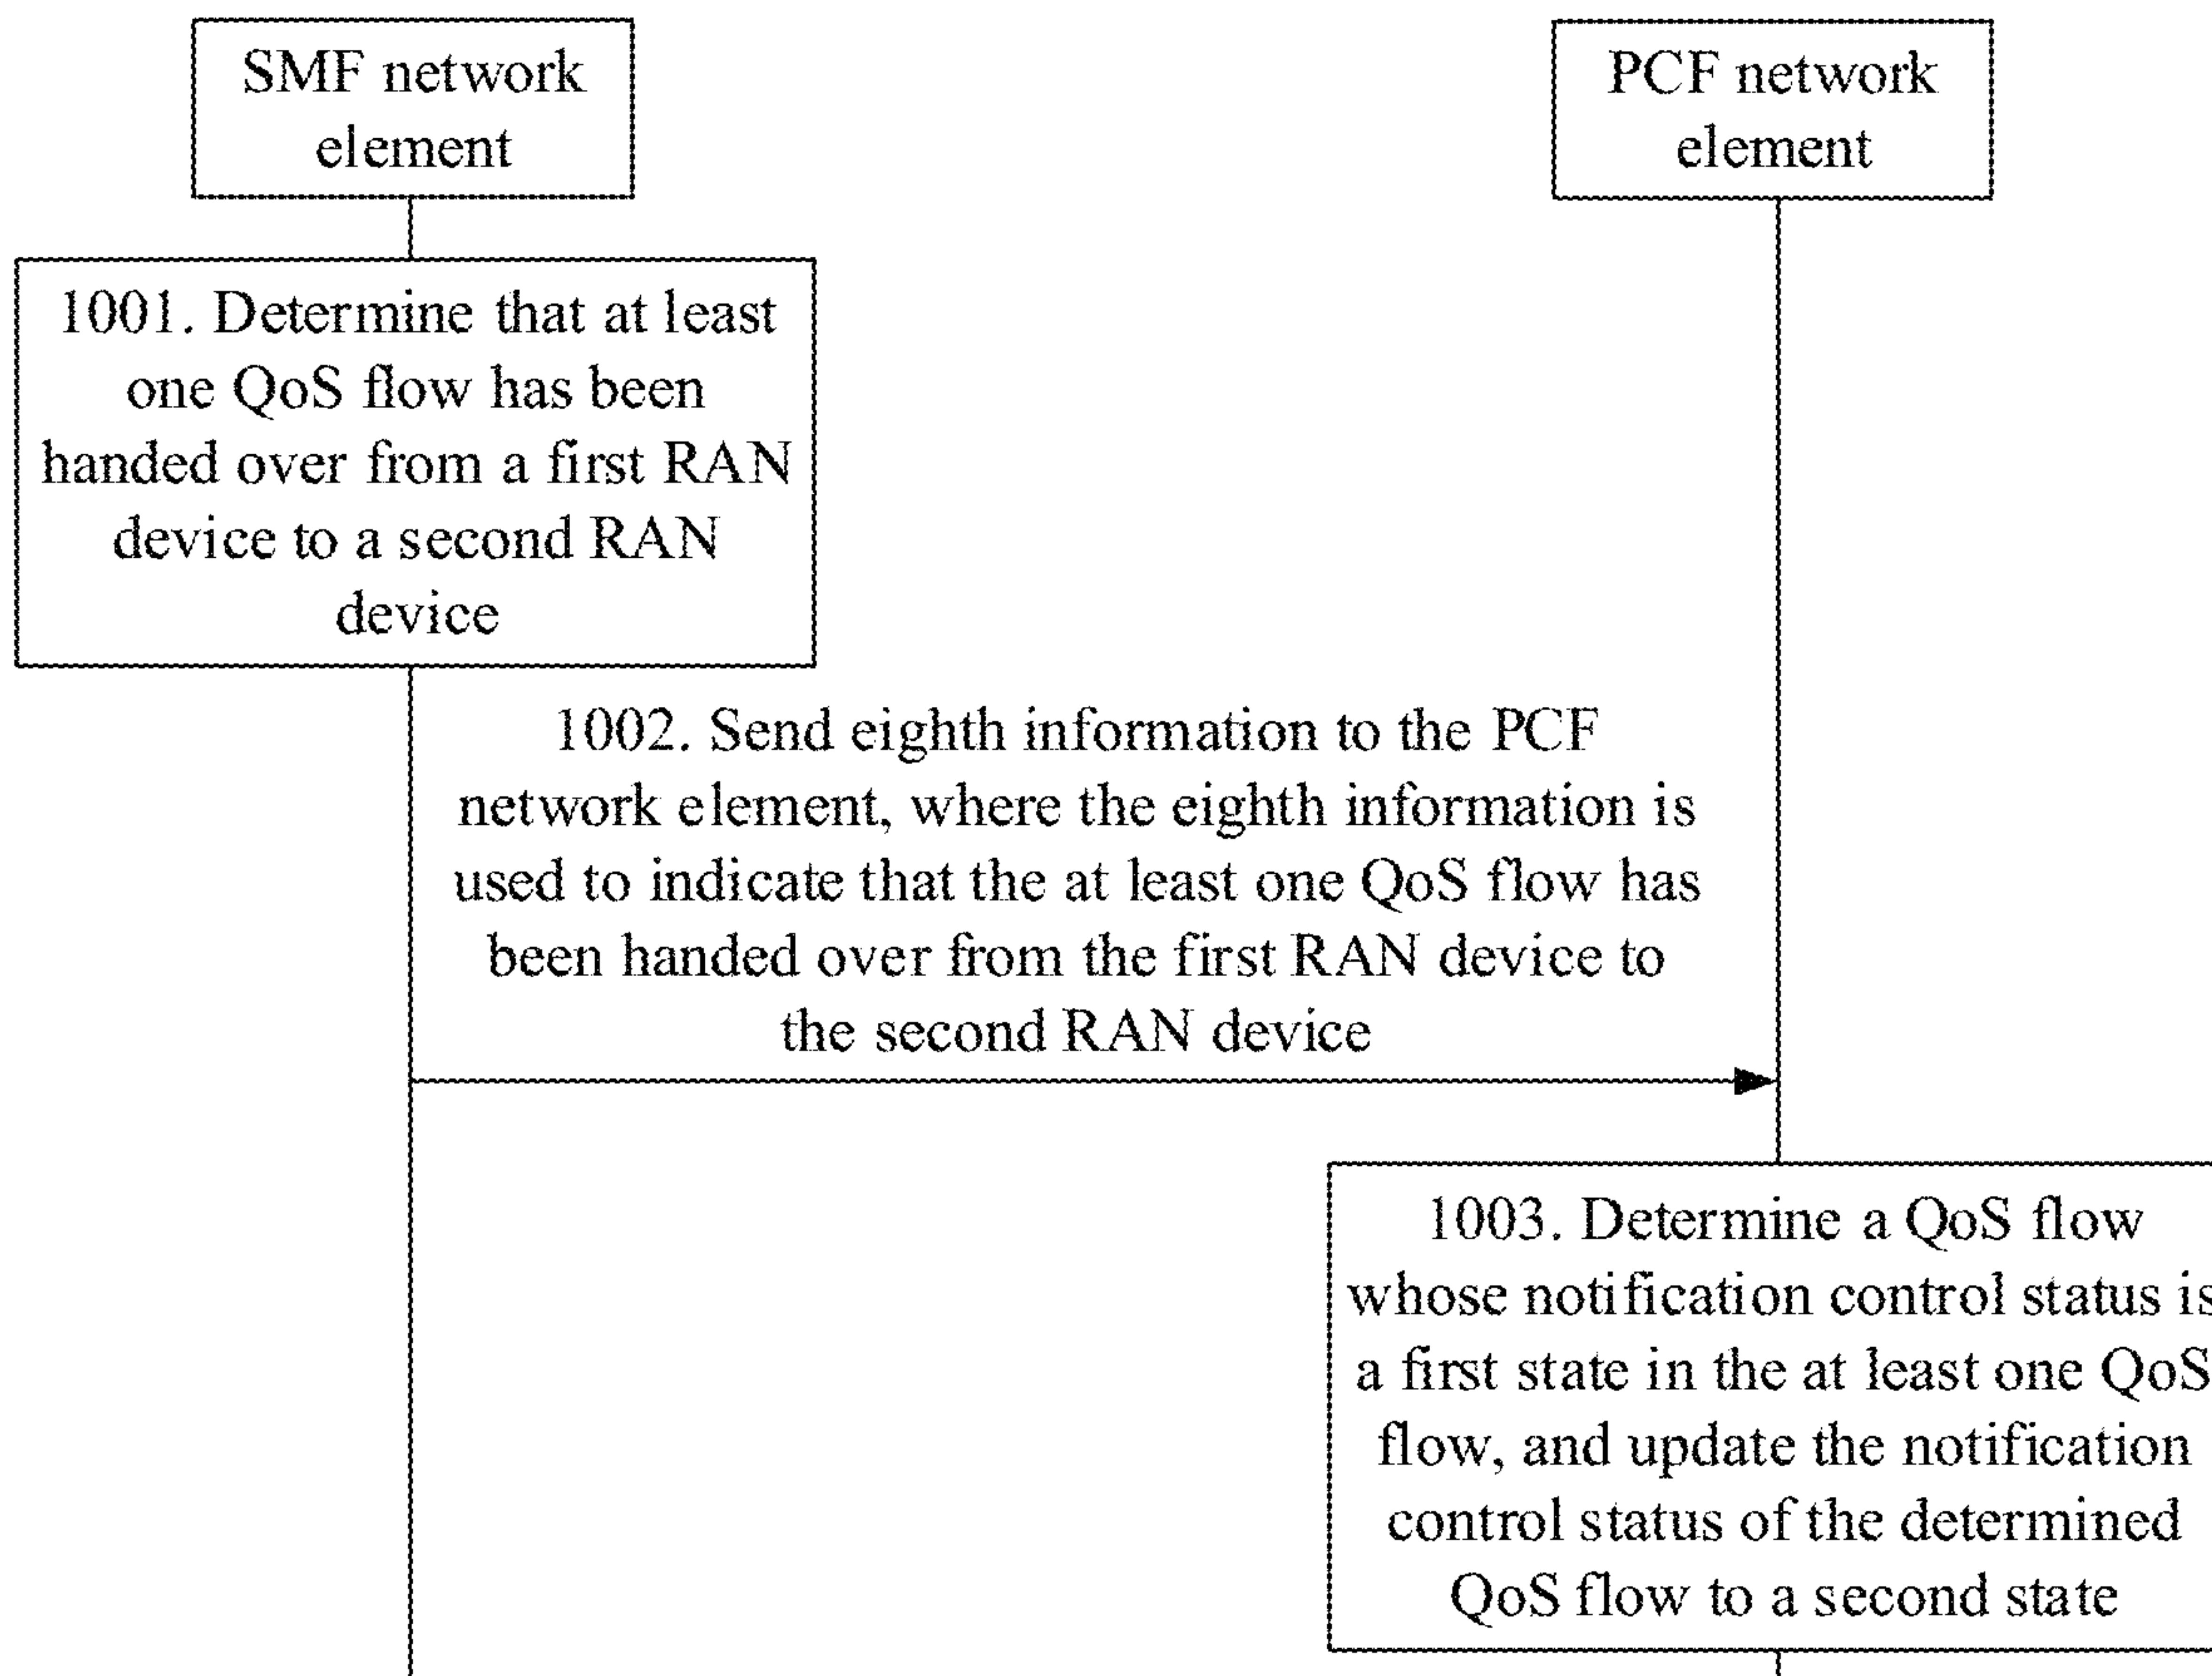 SMF network
element
PCF network
element
1001. Determine that at least
one QoS flow has been
handed over from a first RAN
device to a second RAN
device
1002. Send eighth information to the PCF
network element, where the eighth information is
used to indicate that the at least one QoS flow has
been handed over from the first RAN device to
the second RAN device
1003. Determine a QoS flow
whose notification control status is
a first state in the at least one QoS
flow, and update the notification
control status of the determined
QoS flow to a second state